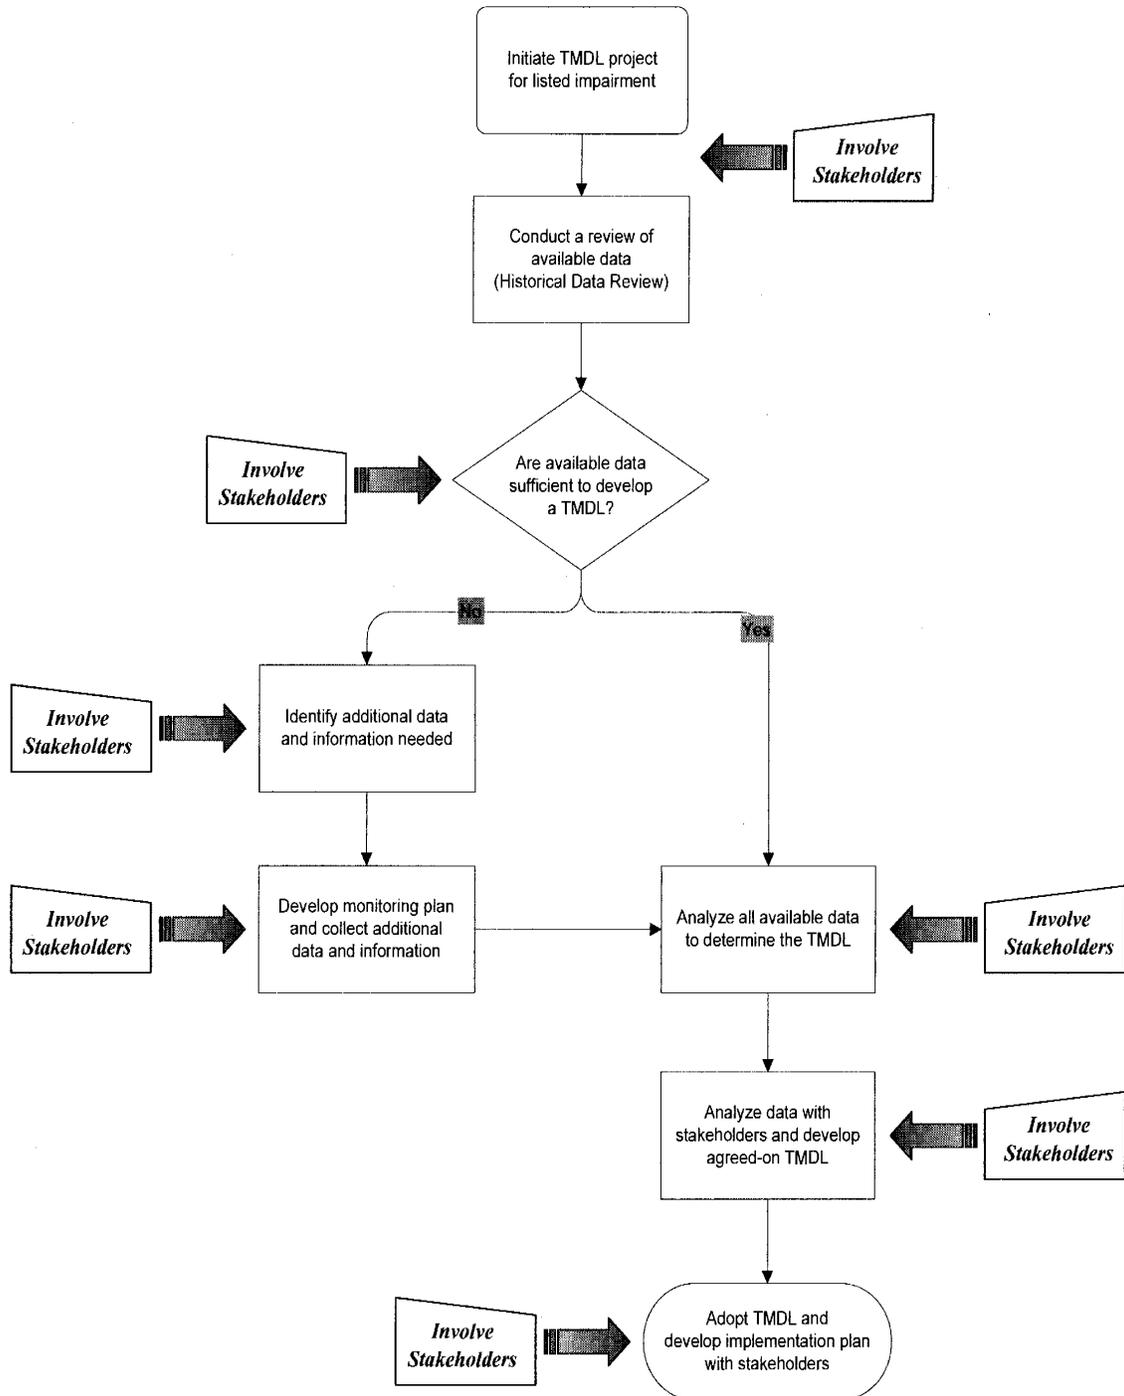 Initiate TMDL project
for listed impairment
Involve
Stakeholders
Conduct a review of
available data
(Historical Data Review)
Involve
Stakeholders
Are available data
sufficient to develop
a TMDL?
No
Yes
Involve
Stakeholders
Identify additional data
and information needed
Involve
Stakeholders
Develop monitoring plan
and collect additional
data and information
Analyze all available data
to determine the TMDL
Involve
Stakeholders
Analyze data with
stakeholders and develop
agreed-on TMDL
Involve
Stakeholders
Involve
Stakeholders
Adopt TMDL and
develop implementation plan
with stakeholders